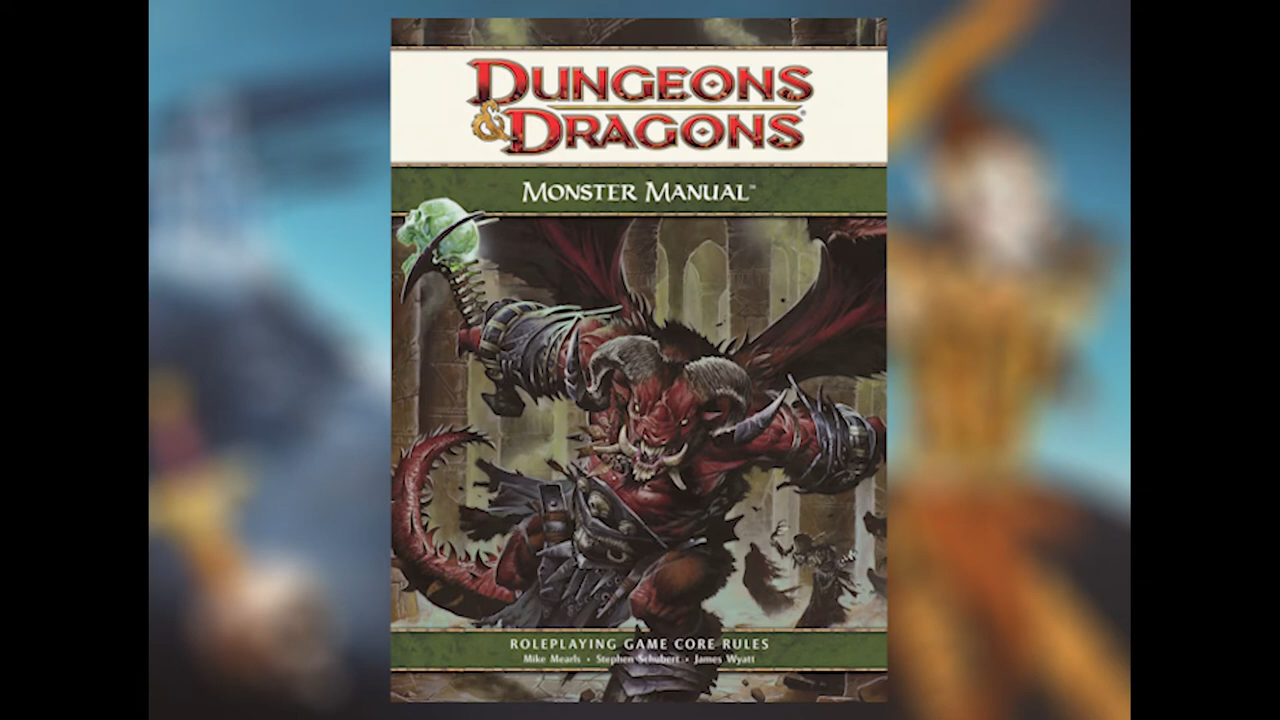 DUNGEONS
& DRAGONS®
MONSTER MANUAL™
ROLEPLAYING GAME CORE RULES
Mike Mearls • Stephen Schubert • James Wyatt